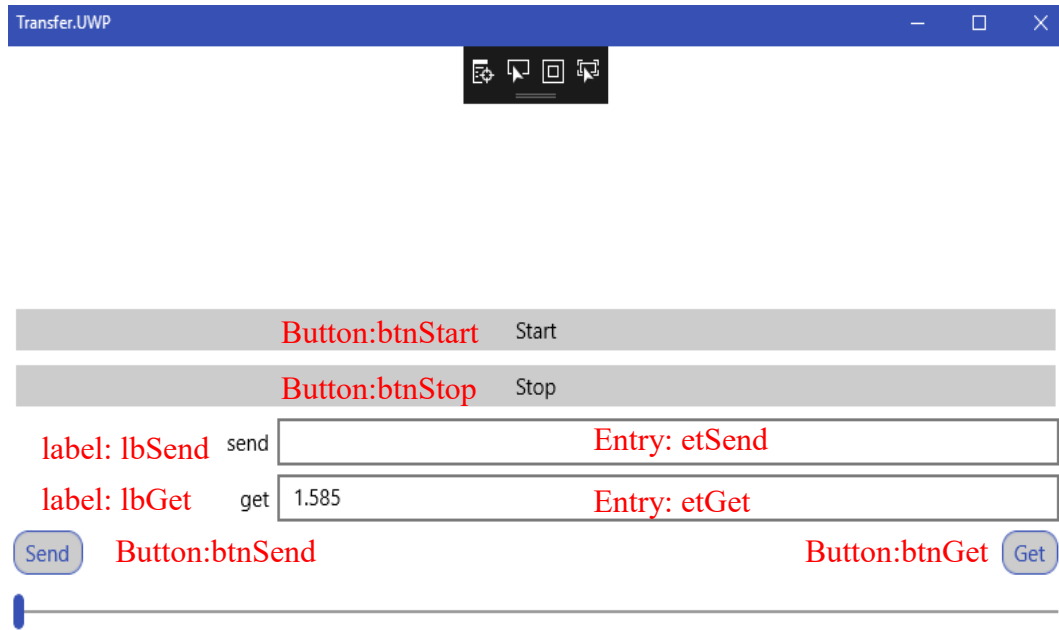 Transfer.UWP
Button:btnStart Start
Button:btnStop Stop
label: lbSend send Entry: etSend
label: lbGet get 1.585 Entry: etGet
Send Button:btnSend Button:btnGet Get